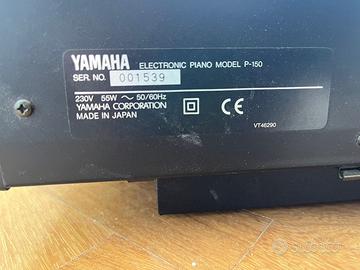 YAMAHA ELECTRONIC PIANO MODEL P-150
SER. NO. 001539
230V 55W ~ 50/60Hz
YAMAHA CORPORATION
MADE IN JAPAN
CE
VT46290
subito